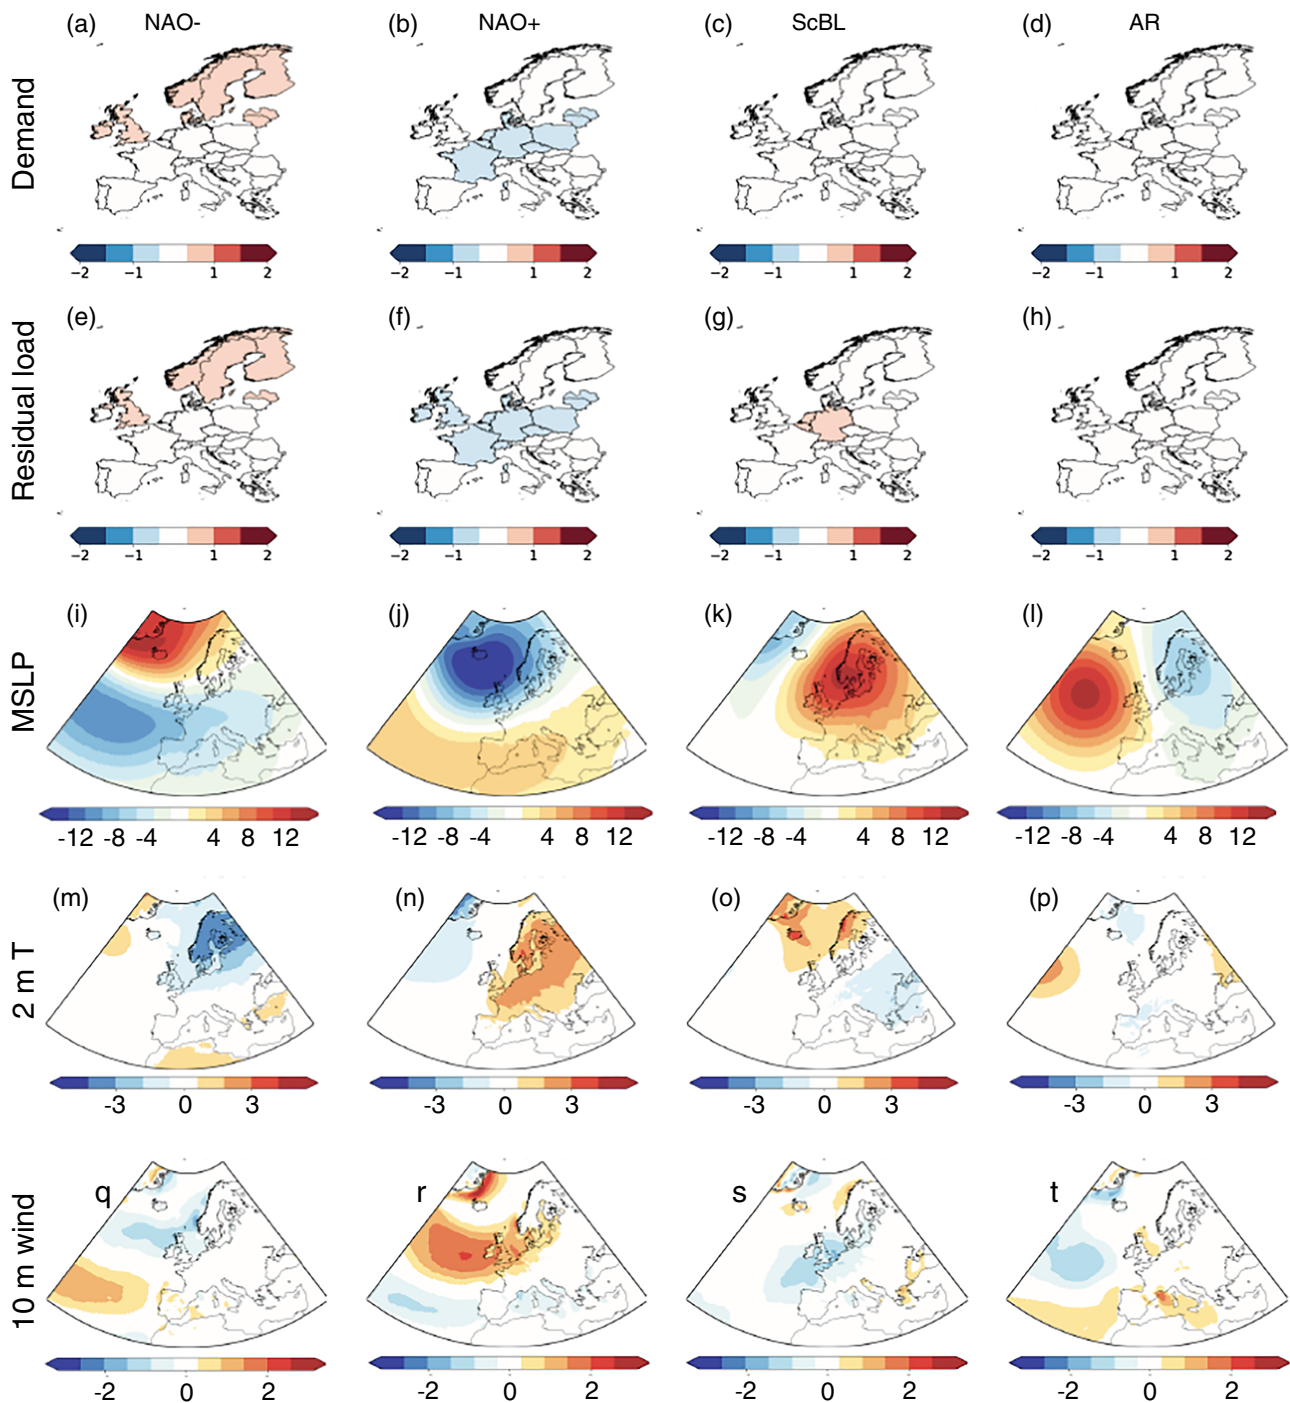 (a) NAO- (b) NAO+ (c) ScBL (d) AR
Demand
−2 −1 1 2 −2 −1 1 2 −2 −1 1 2 −2 −1 1 2
(e) (f) (g) (h)
Residual load
−2 −1 1 2 −2 −1 1 2 −2 −1 1 2 −2 −1 1 2
(i) (j) (k) (l)
MSLP
-12 -8 -4 4 8 12 -12 -8 -4 4 8 12 -12 -8 -4 4 8 12 -12 -8 -4 4 8 12
(m) (n) (o) (p)
2 m T
-3 0 3 -3 0 3 -3 0 3 -3 0 3
q r s t
10 m wind
-2 0 2 -2 0 2 -2 0 2 -2 0 2